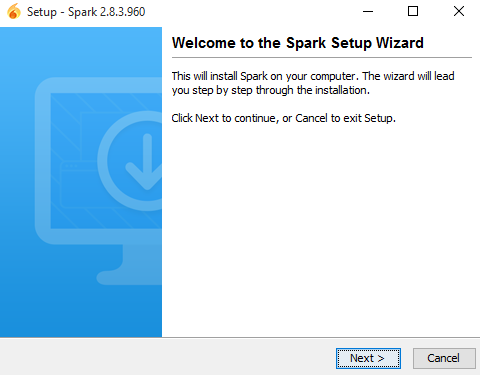 Setup - Spark 2.8.3.960
Welcome to the Spark Setup Wizard
This will install Spark on your computer. The wizard will lead
you step by step through the installation.
Click Next to continue, or Cancel to exit Setup.
Next >
Cancel